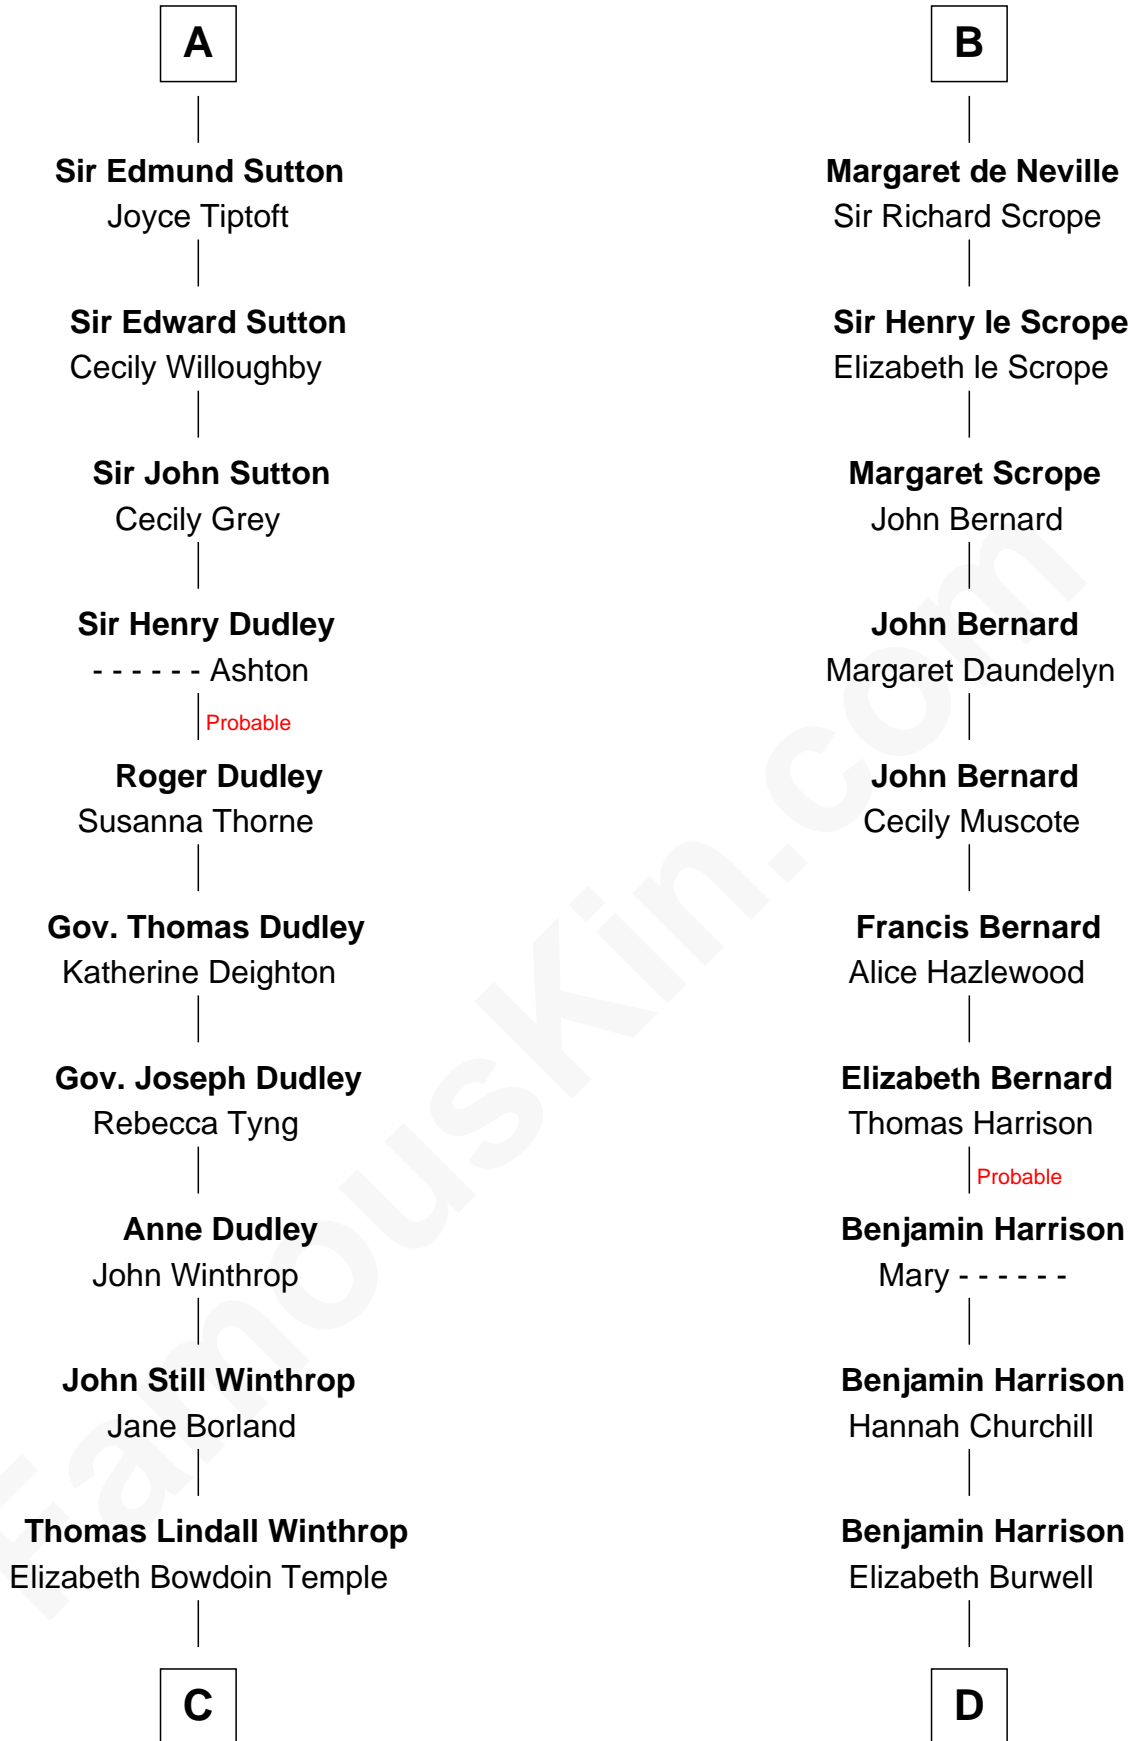 A
Sir Edmund Sutton
Joyce Tiptoft
Sir Edward Sutton
Cecily Willoughby
Sir John Sutton
Cecily Grey
Sir Henry Dudley
- - - - - - Ashton
Probable
Roger Dudley
Susanna Thorne
Gov. Thomas Dudley
Katherine Deighton
Gov. Joseph Dudley
Rebecca Tyng
Anne Dudley
John Winthrop
John Still Winthrop
Jane Borland
Thomas Lindall Winthrop
Elizabeth Bowdoin Temple
C
B
Margaret de Neville
Sir Richard Scrope
Sir Henry le Scrope
Elizabeth le Scrope
Margaret Scrope
John Bernard
John Bernard
Margaret Daundelyn
John Bernard
Cecily Muscote
Francis Bernard
Alice Hazlewood
Elizabeth Bernard
Thomas Harrison
Probable
Benjamin Harrison
Mary - - - - - -
Benjamin Harrison
Hannah Churchill
Benjamin Harrison
Elizabeth Burwell
D
FamousKin.com